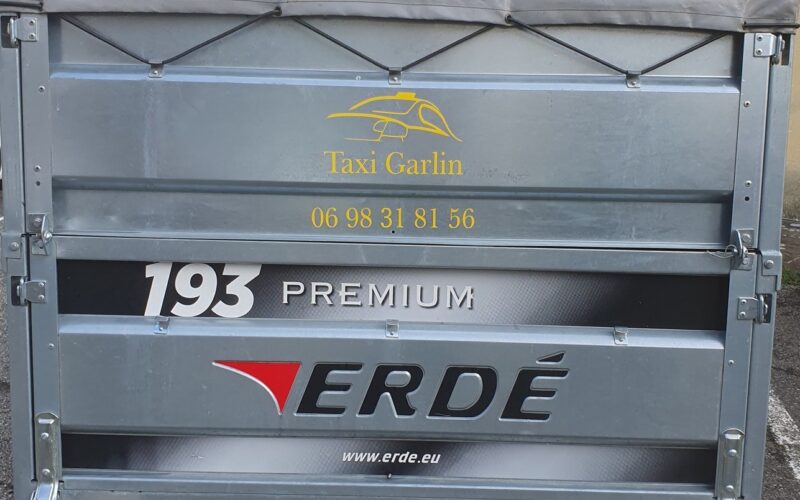 Taxi Garlin
06 98 31 81 56
193 PREMIUM
ERDÉ
www.erde.eu